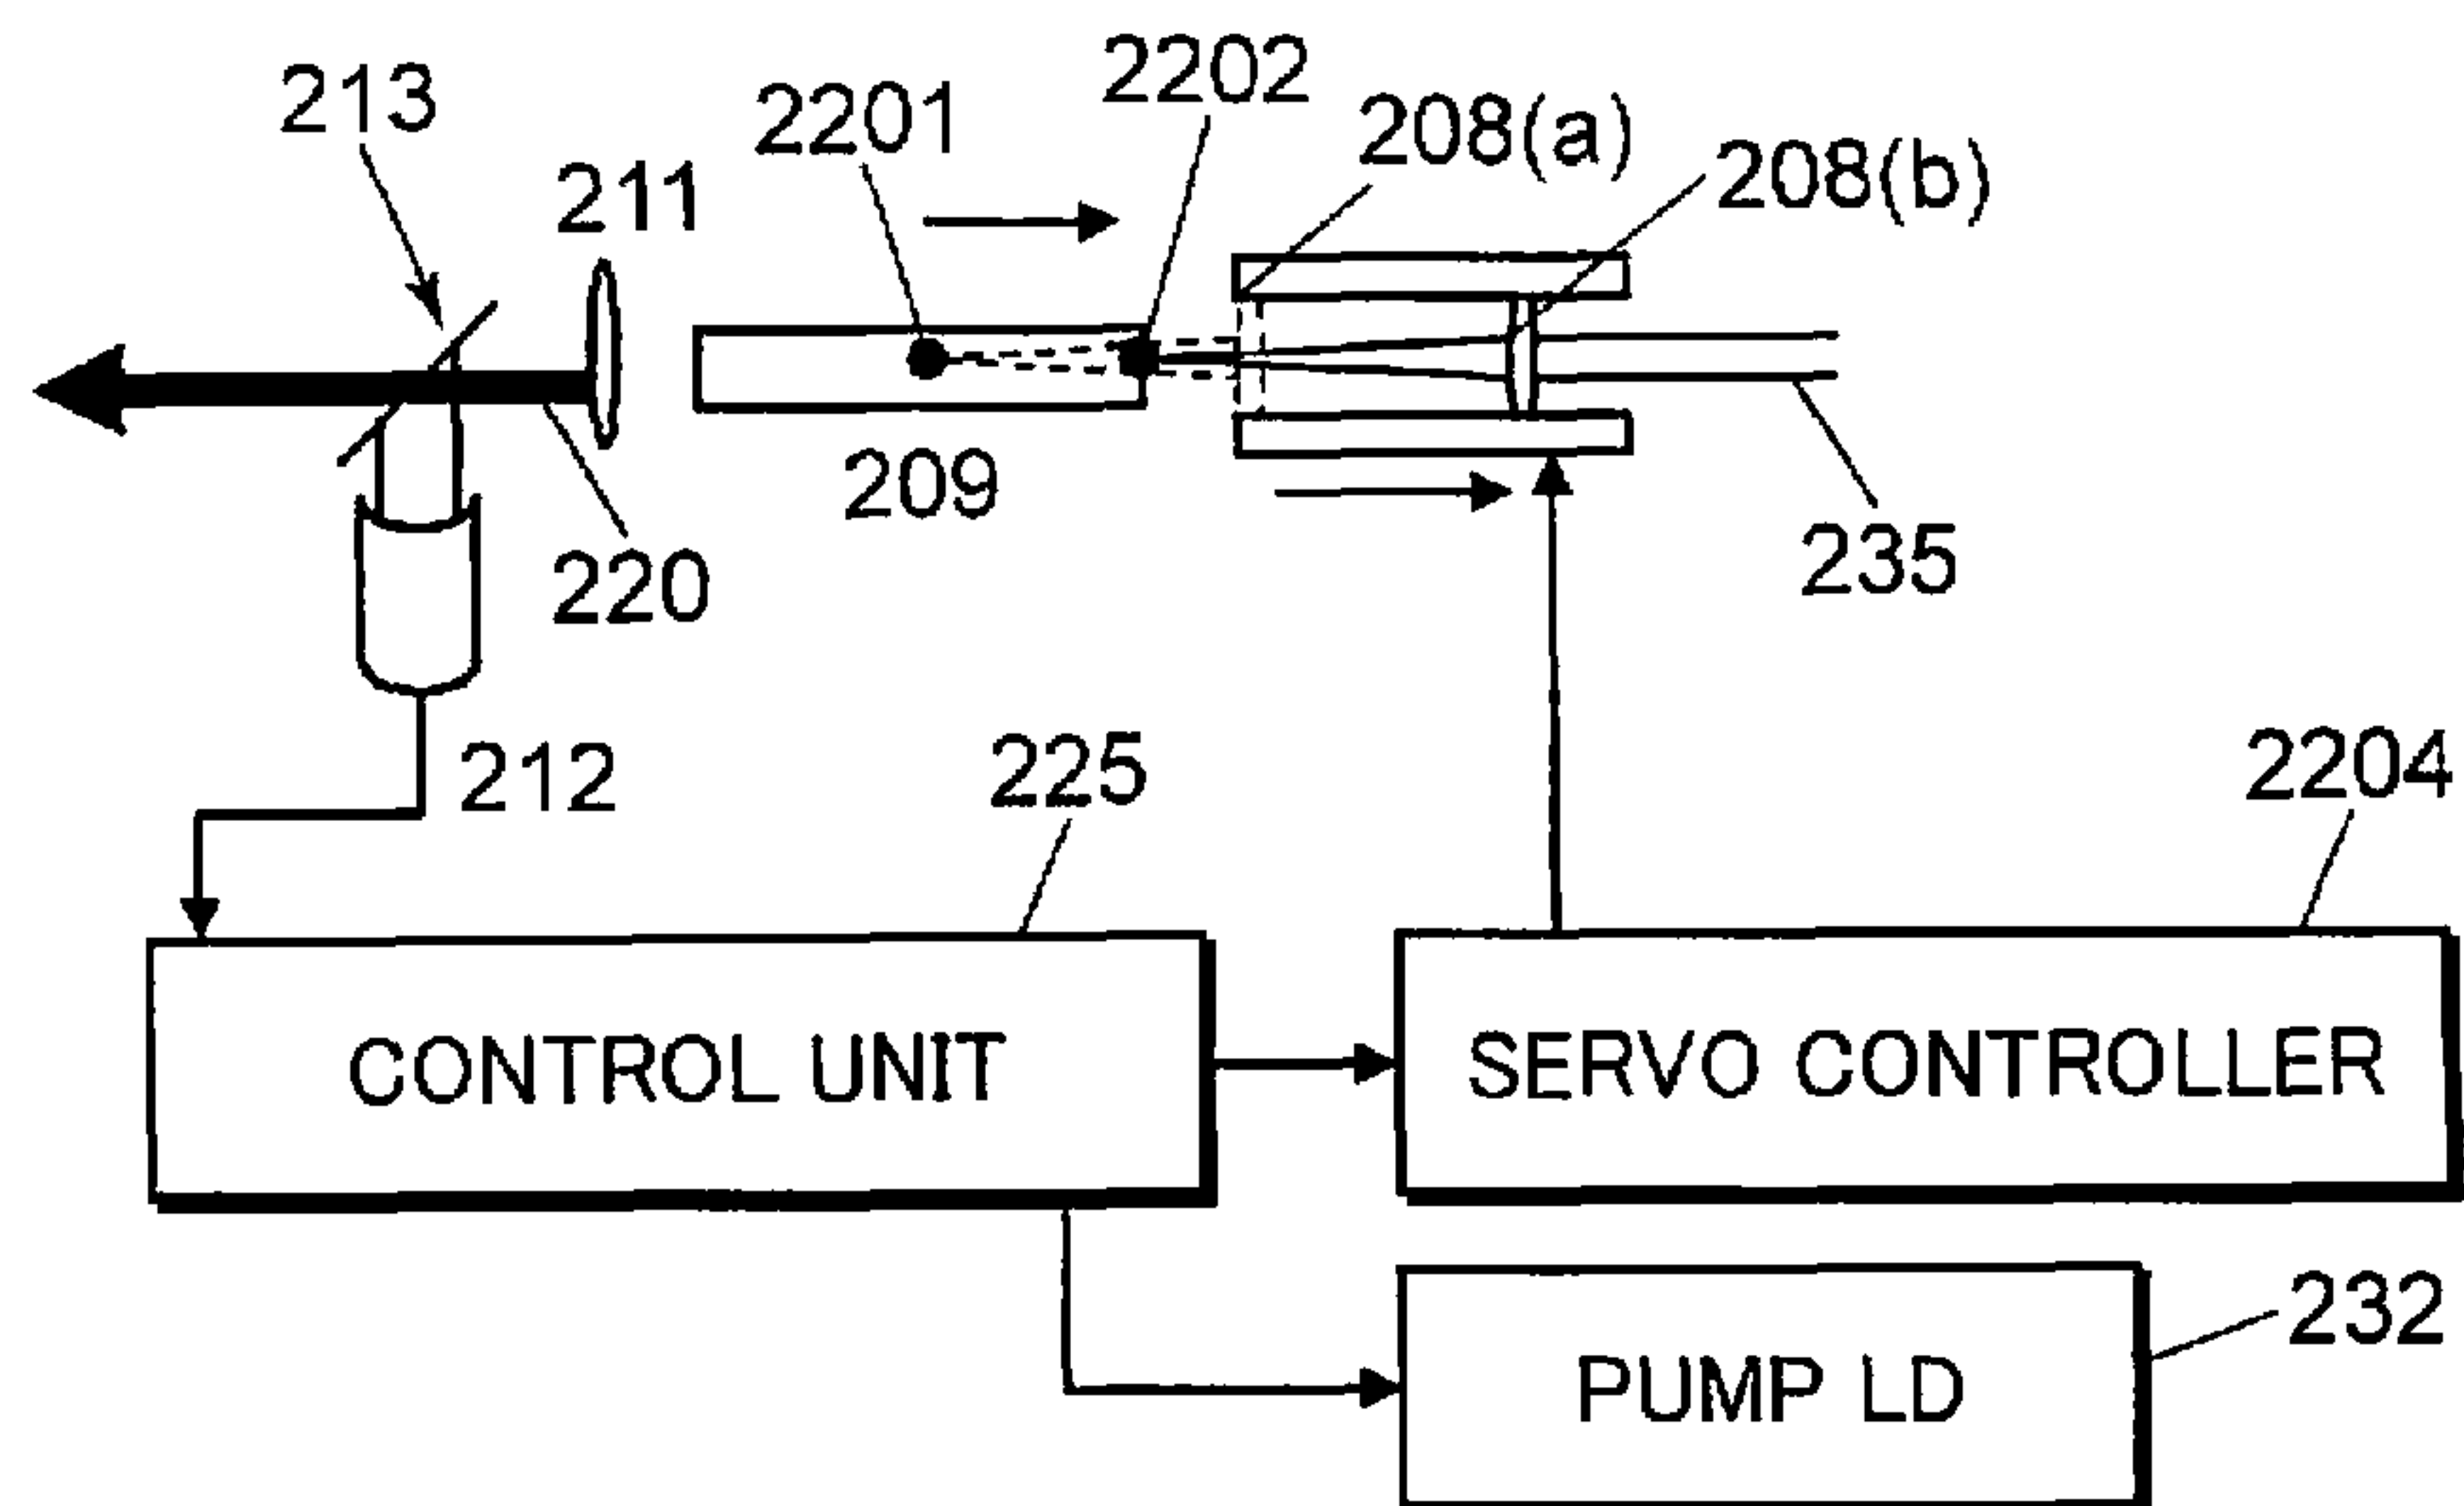 213
2201
2202
208(a)
208(b)
211
209
220
235
212
225
2204
CONTROL UNIT
SERVO CONTROLLER
232
PUMP LD